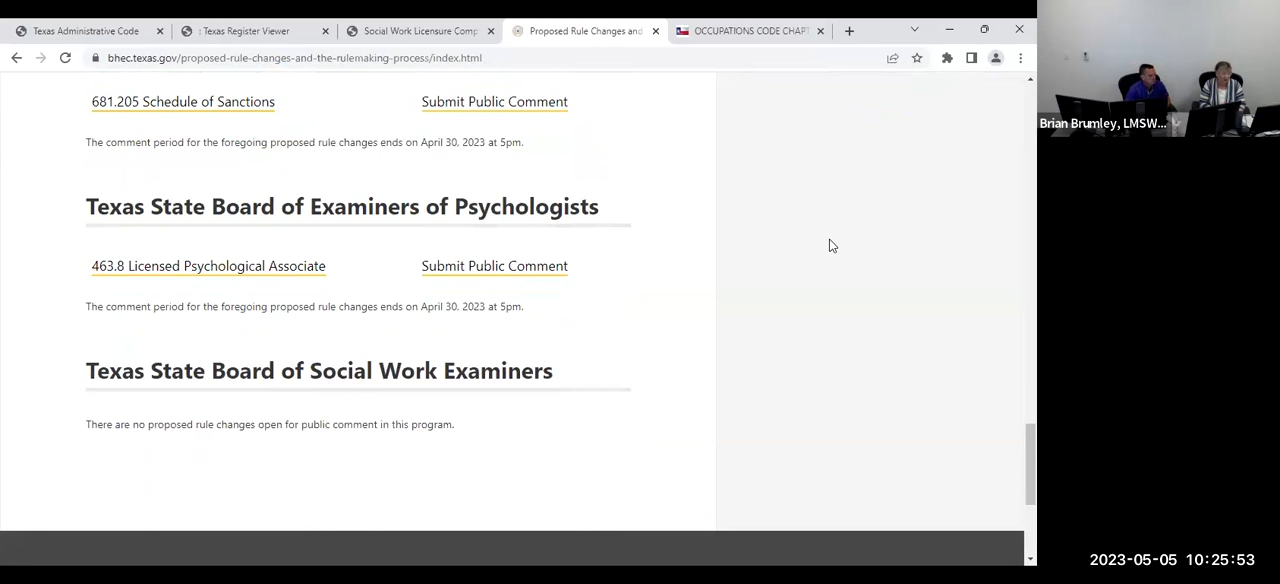 Texas Administrative Code
: Texas Register Viewer
Social Work Licensure Comp
Proposed Rule Changes and
OCCUPATIONS CODE CHAPT
bhec.texas.gov/proposed-rule-changes-and-the-rulemaking-process/index.html
681.205 Schedule of Sanctions
Submit Public Comment
The comment period for the foregoing proposed rule changes ends on April 30, 2023 at 5pm.
Texas State Board of Examiners of Psychologists
463.8 Licensed Psychological Associate
Submit Public Comment
The comment period for the foregoing proposed rule changes ends on April 30, 2023 at 5pm.
Texas State Board of Social Work Examiners
There are no proposed rule changes open for public comment in this program.
Brian Brumley, LMSW...
2023-05-05 10:25:53